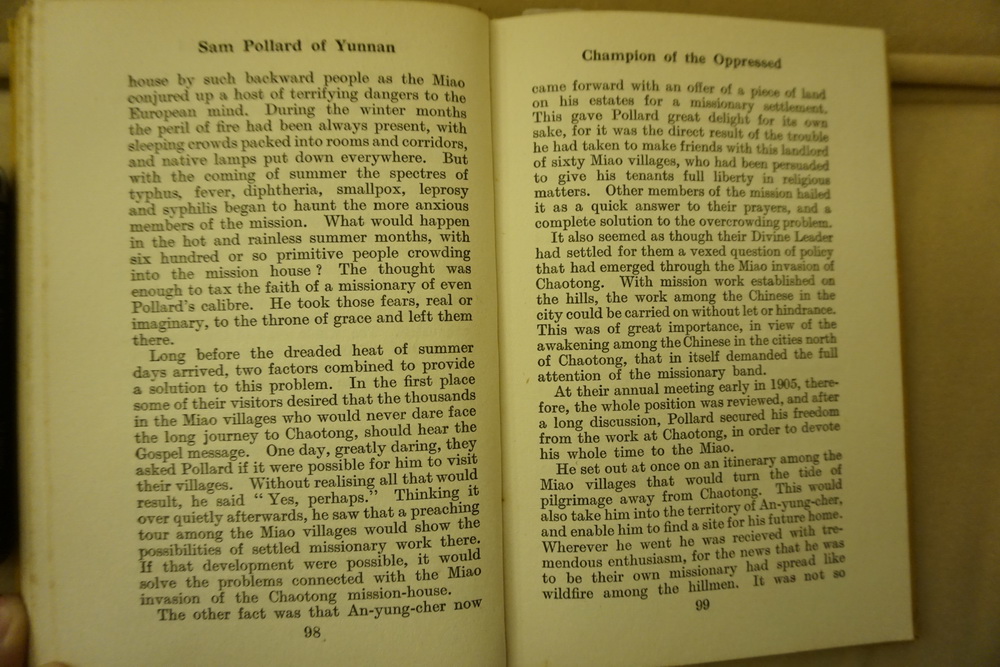 Sam Pollard of Yunnan
house by such backward people as the Miao
conjured up a host of terrifying dangers to the
European mind. During the winter months
the peril of fire had been always present, with
sleeping crowds packed into rooms and corridors,
and native lamps put down everywhere. But
with the coming of summer the spectres of
typhus, fever, diphtheria, smallpox, leprosy
and syphilis began to haunt the more anxious
members of the mission. What would happen
in the hot and rainless summer months, with
six hundred or so primitive people crowding
into the mission house? The thought was
enough to tax the faith of a missionary of even
Pollard's calibre. He took those fears, real or
imaginary, to the throne of grace and left them
there.
Long before the dreaded heat of summer
days arrived, two factors combined to provide
a solution to this problem. In the first place
some of their visitors desired that the thousands
in the Miao villages who would never dare face
the long journey to Chaotong, should hear the
Gospel message. One day, greatly daring, they
asked Pollard if it were possible for him to visit
their villages. Without realising all that would
result, he said "Yes, perhaps." Thinking it
over quietly afterwards, he saw that a preaching
tour among the Miao villages would show the
possibilities of settled missionary work there.
If that development were possible, it would
solve the problems connected with the Miao
invasion of the Chaotong mission-house.
The other fact was that An-yung-cher now
98
Champion of the Oppressed
came forward with an offer of a piece of land
on his estates for a missionary settlement.
This gave Pollard great delight for its own
sake, for it was the direct result of the trouble
he had taken to make friends with this landlord
of sixty Miao villages, who had been persuaded
to give his tenants full liberty in religious
matters. Other members of the mission hailed
it as a quick answer to their prayers, and a
complete solution to the overcrowding problem.
It also seemed as though their Divine Leader
had settled for them a vexed question of policy
that had emerged through the Miao invasion of
Chaotong. With mission work established on
the hills, the work among the Chinese in the
city could be carried on without let or hindrance.
This was of great importance, in view of the
awakening among the Chinese in the cities north
of Chaotong, that in itself demanded the full
attention of the missionary band.
At their annual meeting early in 1905, there-
fore, the whole position was reviewed, and after
a long discussion, Pollard secured his freedom
from the work at Chaotong, in order to devote
his whole time to the Miao.
He set out at once on an itinerary among the
Miao villages that would turn the tide of
pilgrimage away from Chaotong. This would
also take him into the territory of An-yung-cher,
and enable him to find a site for his future home.
Wherever he went he was recieved with tre-
mendous enthusiasm, for the news that he was
to be their own missionary had spread like
wildfire among the hillmen. It was not so
99